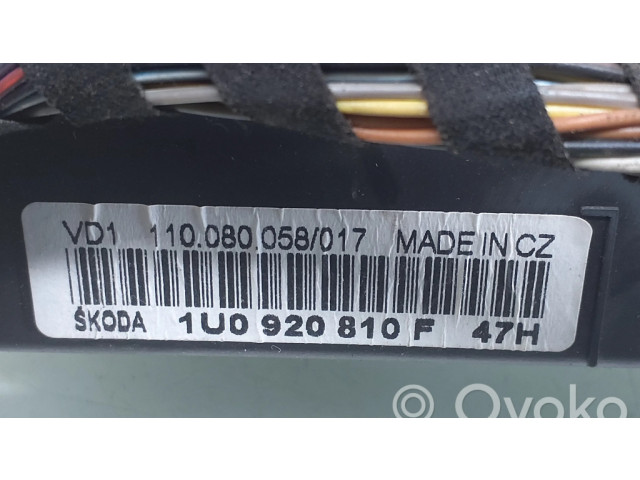 VD1 110.080.058/017 MADE IN CZ
ŠKODA 1U0 920 810 F 47H
Ovoko